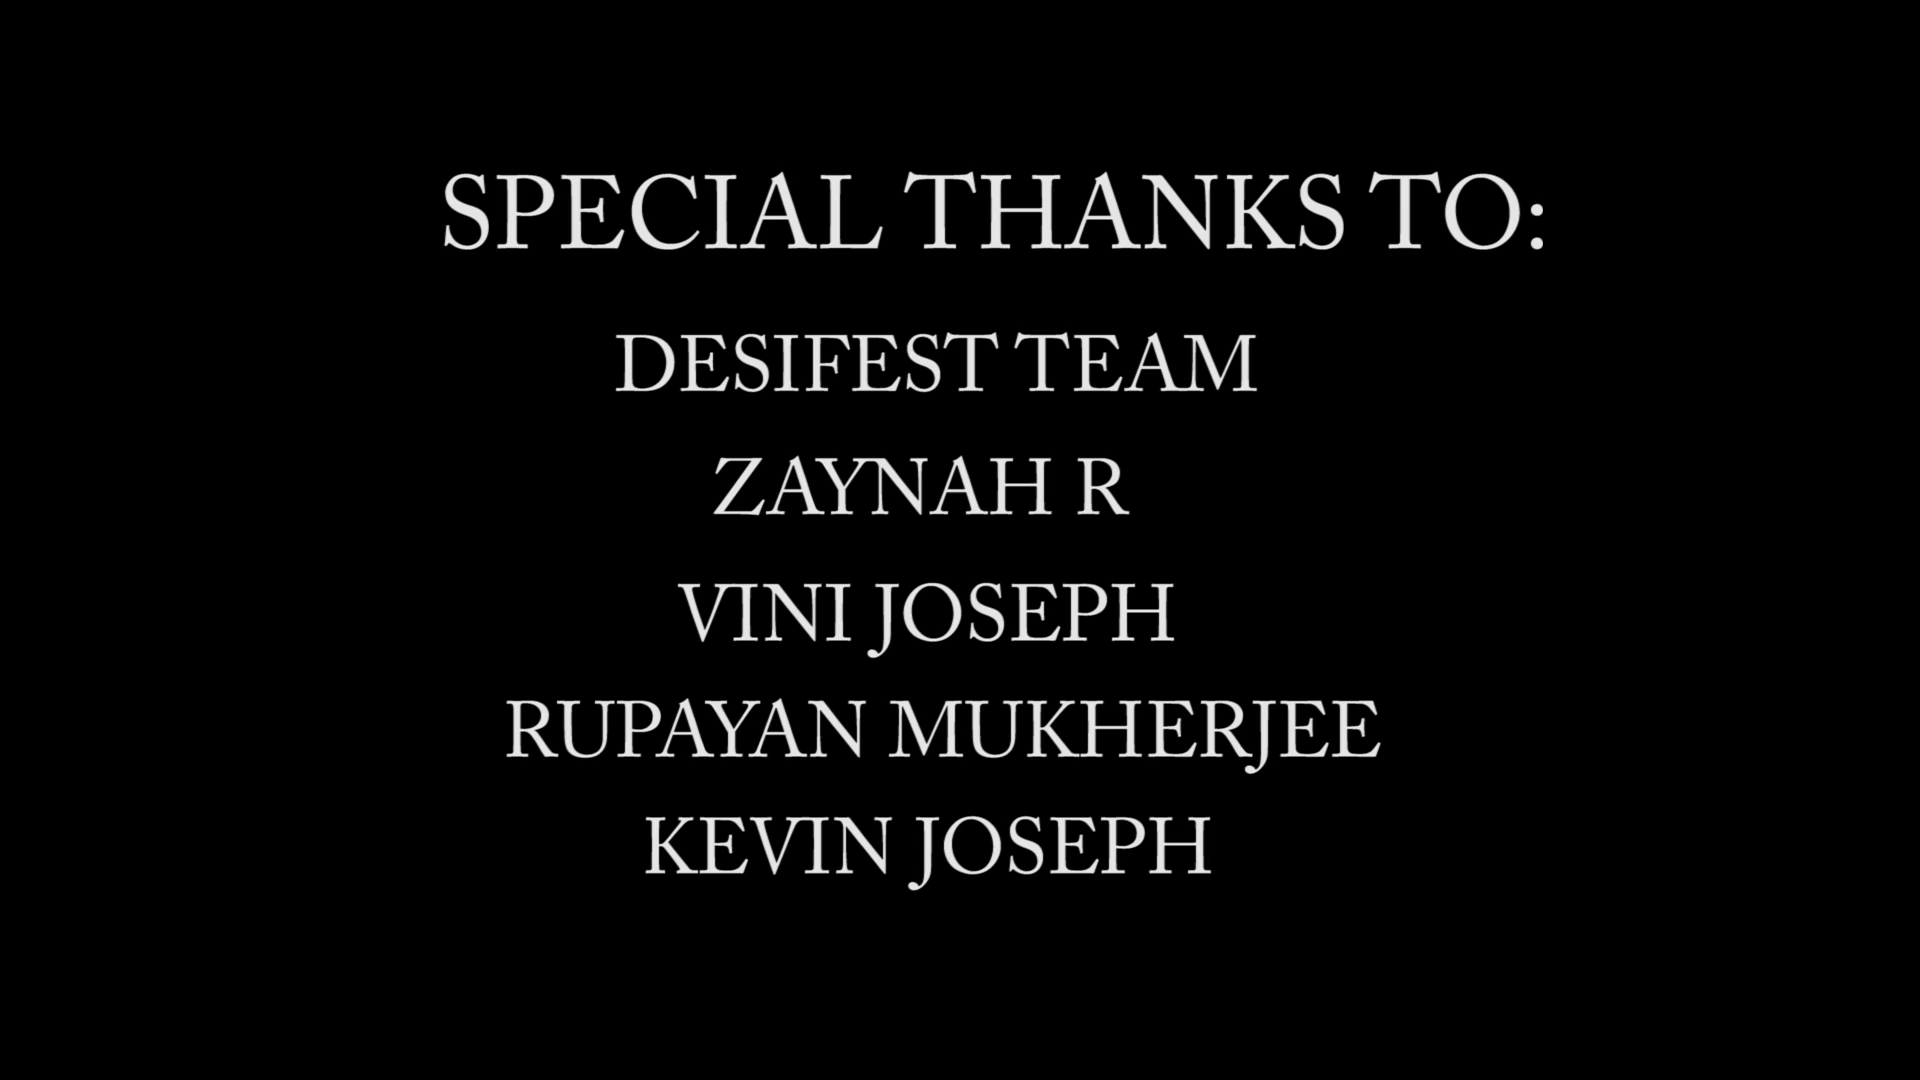 SPECIAL THANKS TO:
DESIFEST TEAM
ZAYNAH R
VINI JOSEPH
RUPAYAN MUKHERJEE
KEVIN JOSEPH